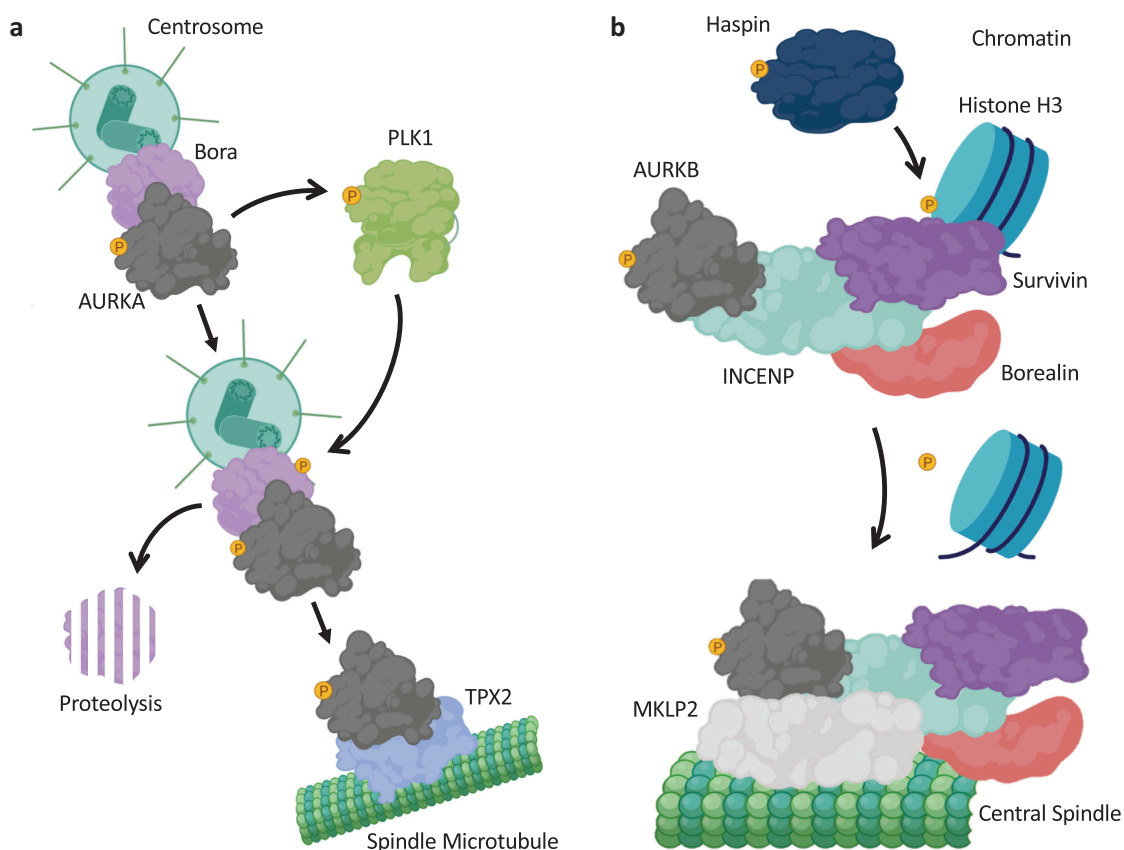 a
Centrosome
Bora
PLK1
P
P
AURKA
P
P
Proteolysis
P
TPX2
Spindle Microtubule
b
Haspin
Chromatin
P
Histone H3
AURKB
P
P
Survivin
INCENP
Borealin
P
P
MKLP2
Central Spindle